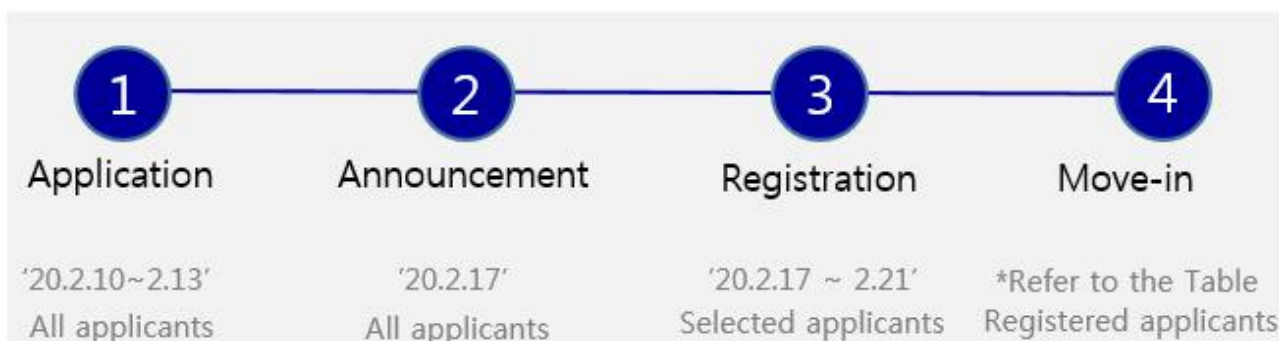 1 2 3 4
Application Announcement Registration Move-in
'20.2.10~2.13' '20.2.17' '20.2.17 ~ 2.21' *Refer to the Table
All applicants All applicants Selected applicants Registered applicants